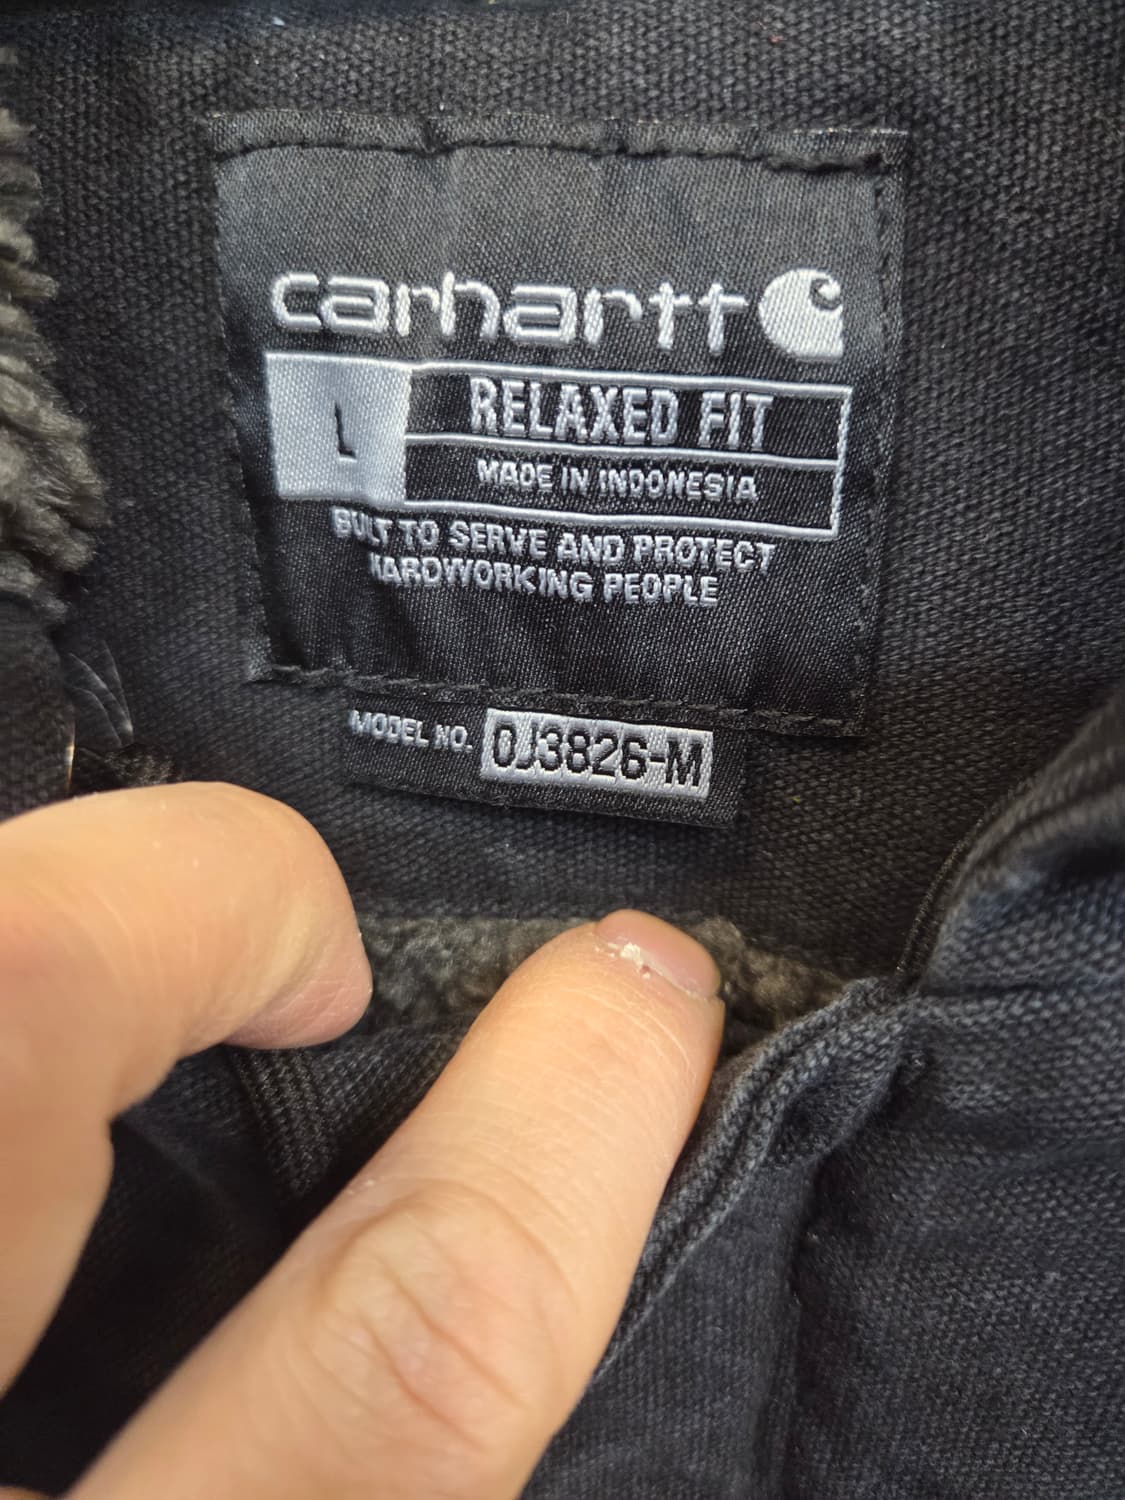 carhartt
L
RELAXED FIT
MADE IN INDONESIA
BUILT TO SERVE AND PROTECT
HARDWORKING PEOPLE
MODEL NO. OJ3826-M